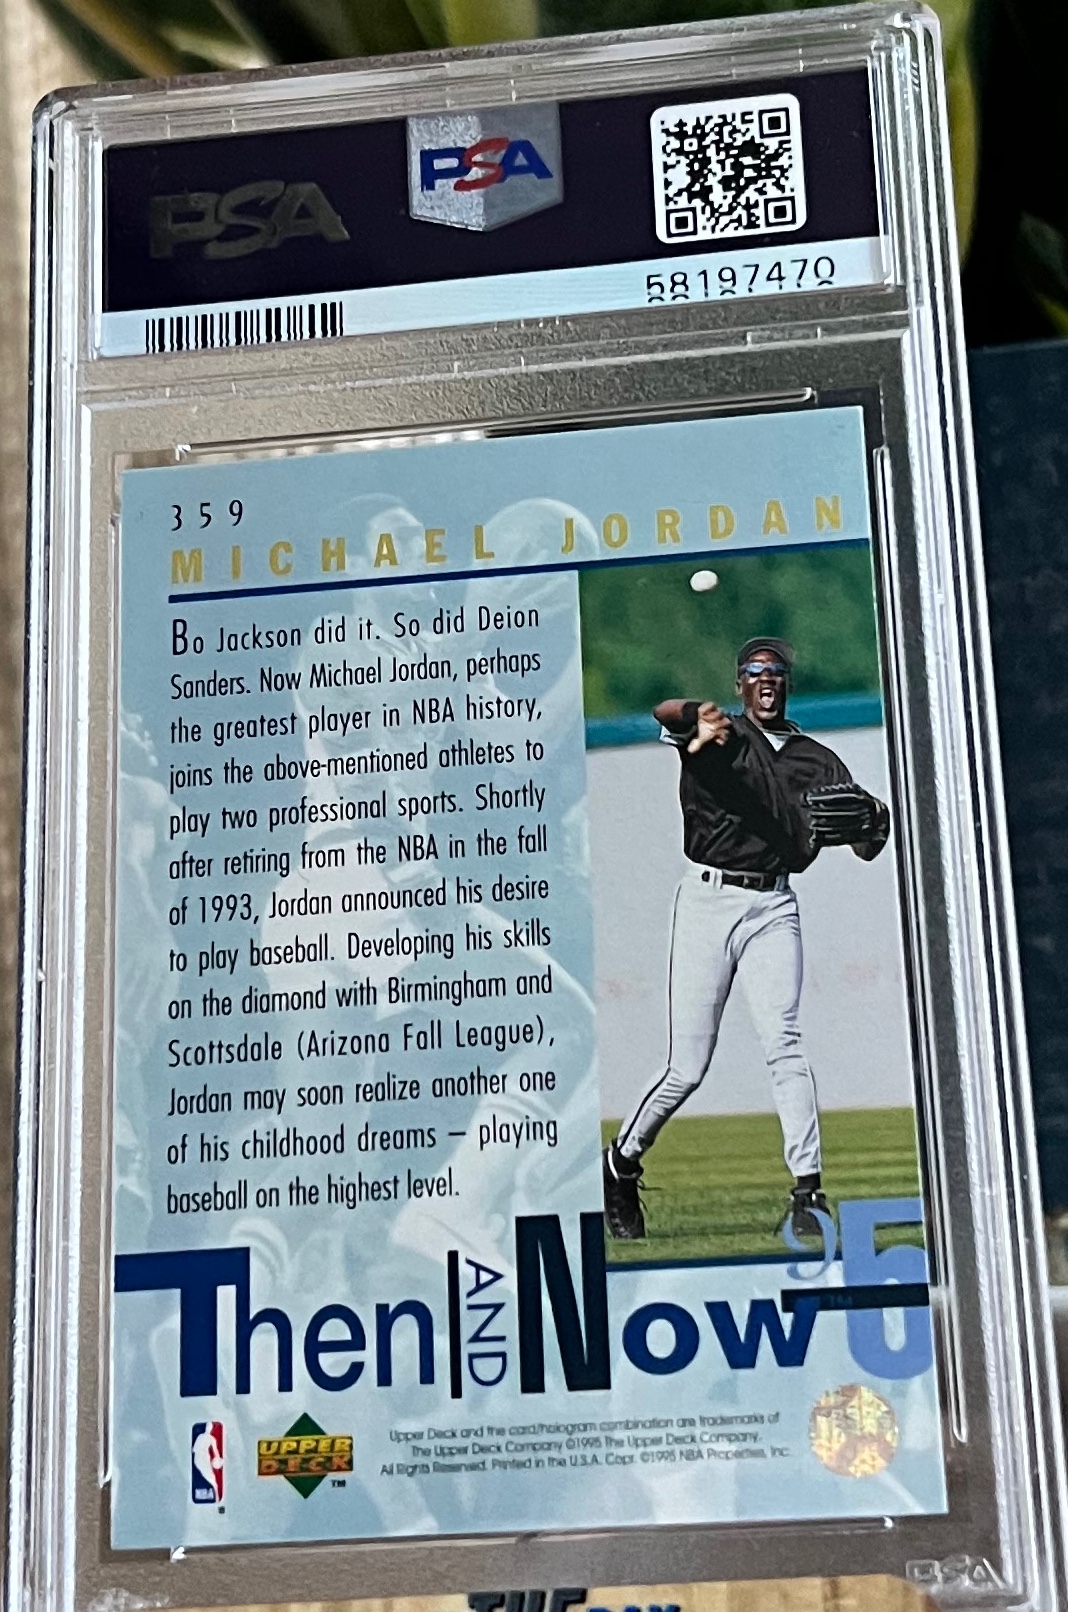 PSA
PSA
58197470
359
MICHAEL JORDAN
Bo Jackson did it. So did Deion
Sanders. Now Michael Jordan, perhaps
the greatest player in NBA history,
joins the above-mentioned athletes to
play two professional sports. Shortly
after retiring from the NBA in the fall
of 1993, Jordan announced his desire
to play baseball. Developing his skills
on the diamond with Birmingham and
Scottsdale (Arizona Fall League),
Jordan may soon realize another one
of his childhood dreams – playing
baseball on the highest level.
Then AND Now
95
NBA
UPPER
DECK
TM
Upper Deck and the card/hologram combination are trademarks of
The Upper Deck Company ©1995 The Upper Deck Company.
All Rights Reserved. Printed in the U.S.A. Copr. ©1995 NBA Properties, Inc.
PSA
THE